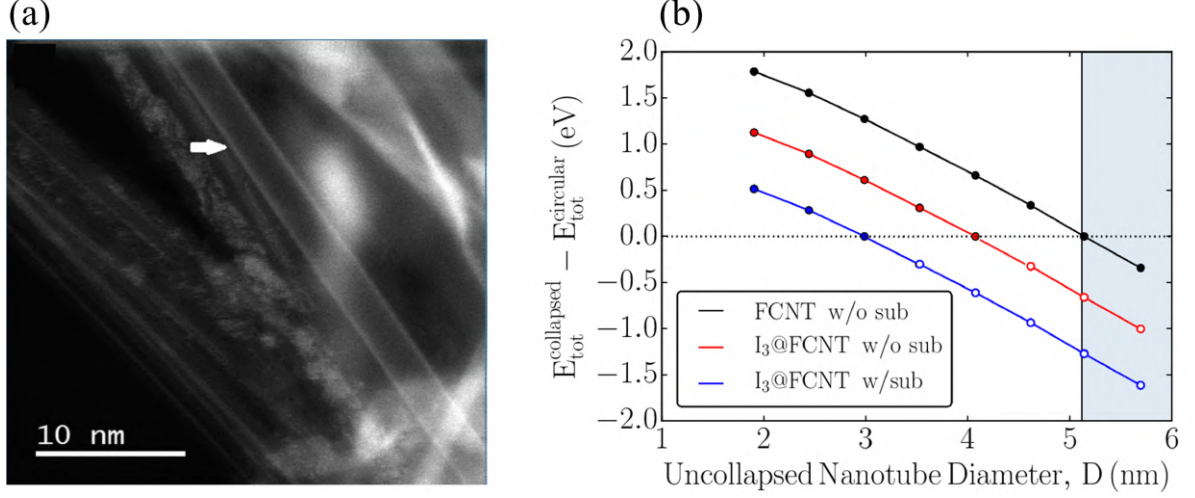 (a)
10 nm
(b)
E_tot^collapsed − E_tot^circular (eV)
2.0
1.5
1.0
0.5
0.0
−0.5
−1.0
−1.5
−2.0
FCNT w/o sub
I₃@FCNT w/o sub
I₃@FCNT w/sub
1 2 3 4 5 6
Uncollapsed Nanotube Diameter, D (nm)